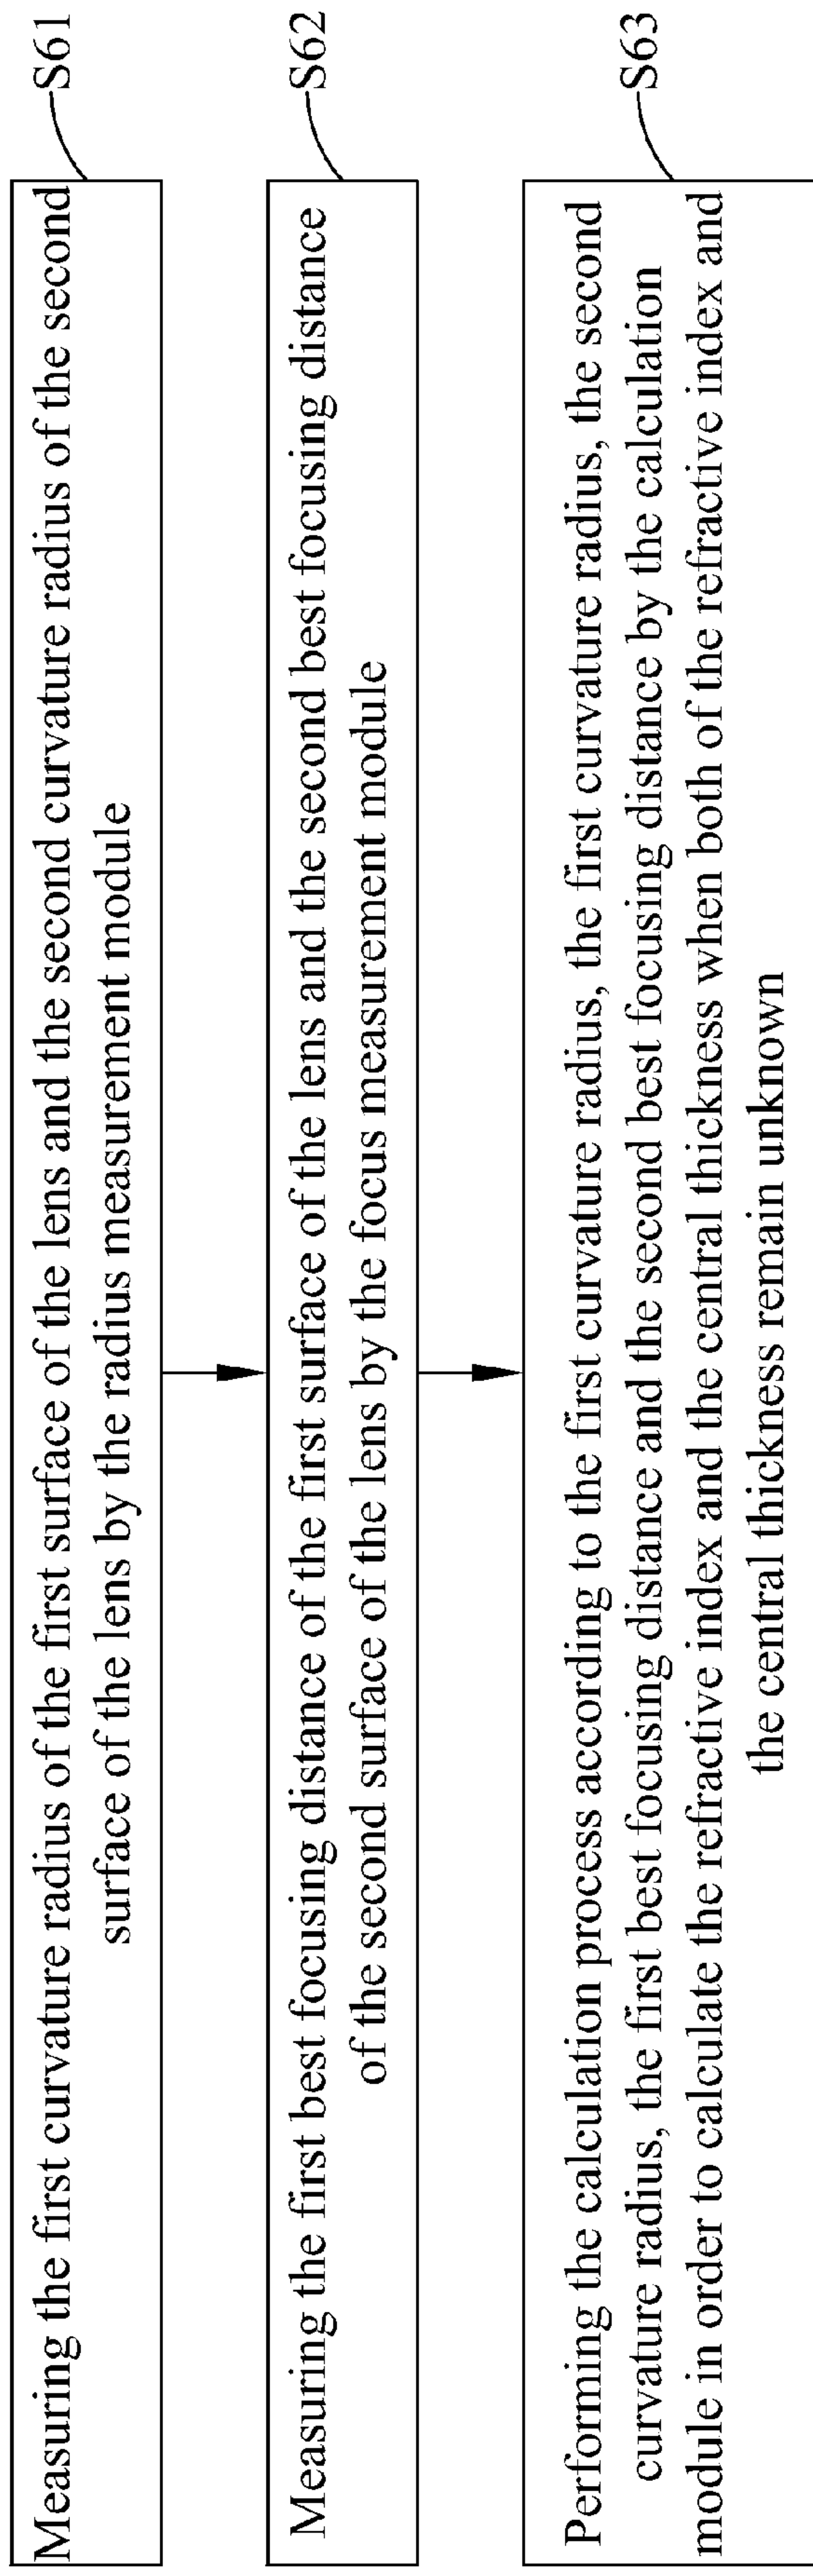 Measuring the first curvature radius of the first surface of the lens and the second curvature radius of the second
surface of the lens by the radius measurement module
S61
Measuring the first best focusing distance of the first surface of the lens and the second best focusing distance
of the second surface of the lens by the focus measurement module
S62
Performing the calculation process according to the first curvature radius, the first curvature radius, the second
curvature radius, the first best focusing distance and the second best focusing distance by the calculation
module in order to calculate the refractive index and the central thickness when both of the refractive index and
the central thickness remain unknown
S63